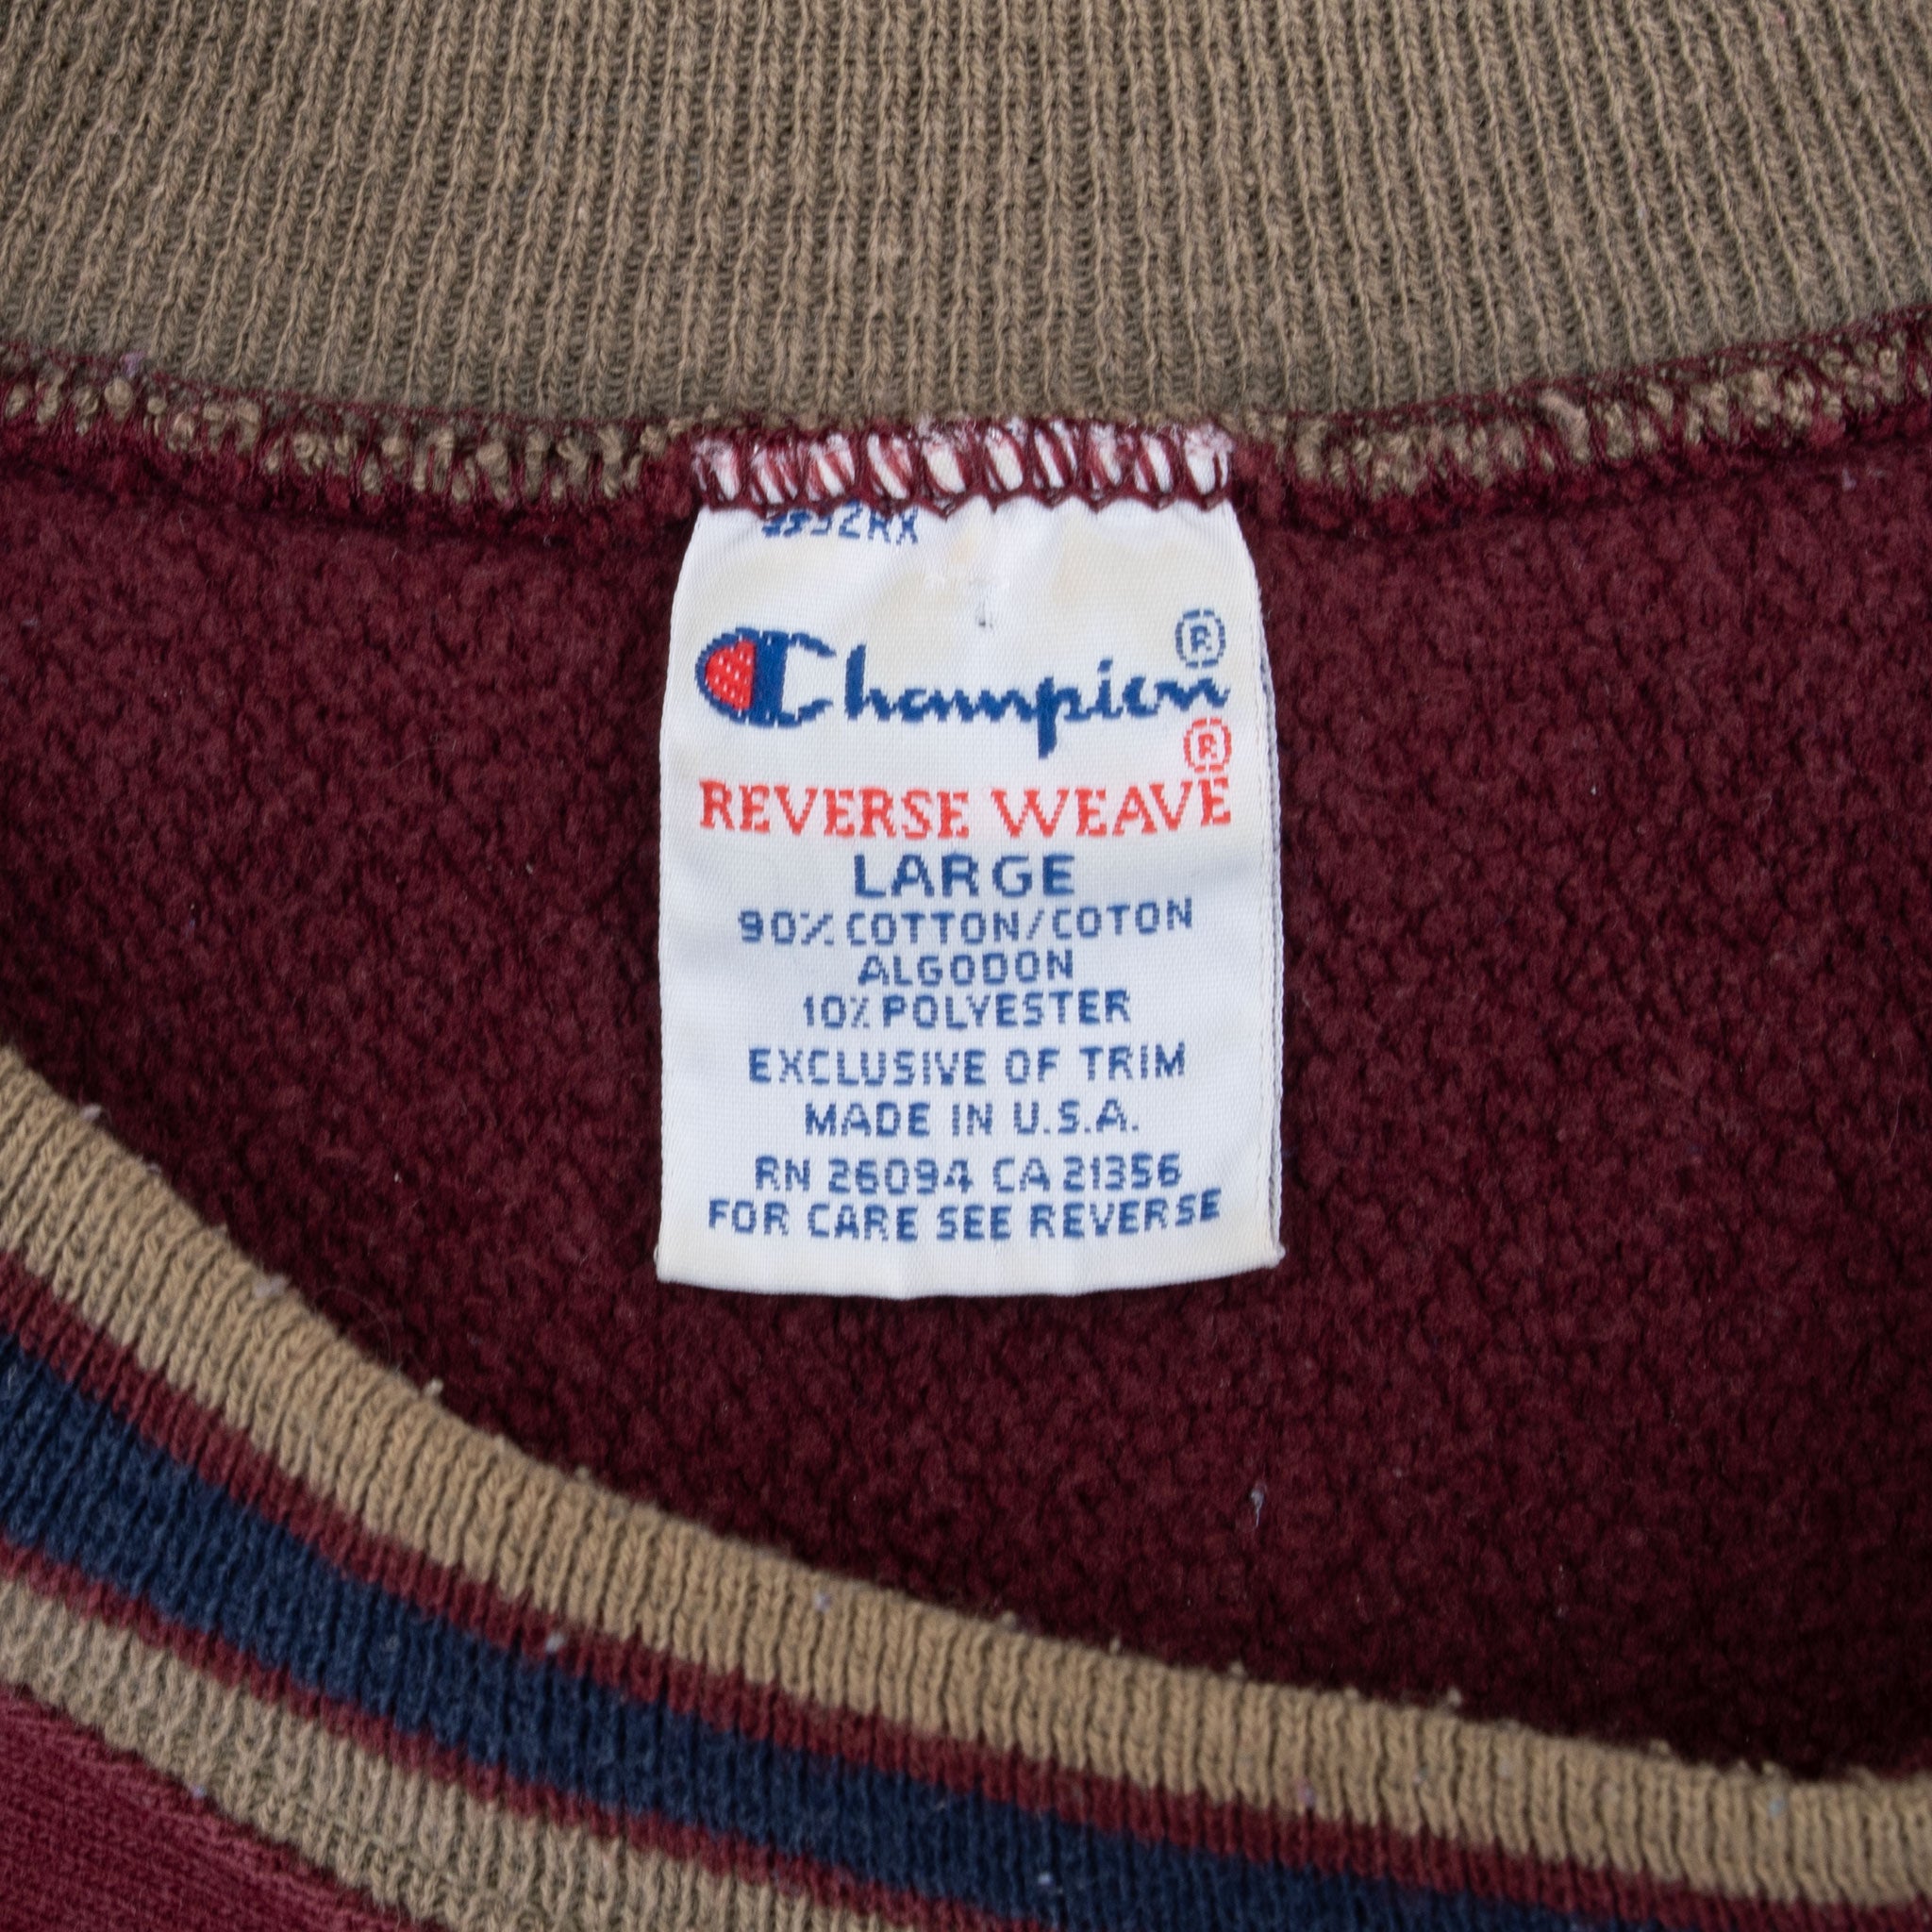 Champion®
REVERSE WEAVE®
LARGE
90% COTTON/COTON
ALGODON
10% POLYESTER
EXCLUSIVE OF TRIM
MADE IN U.S.A.
RN 26094 CA 21356
FOR CARE SEE REVERSE